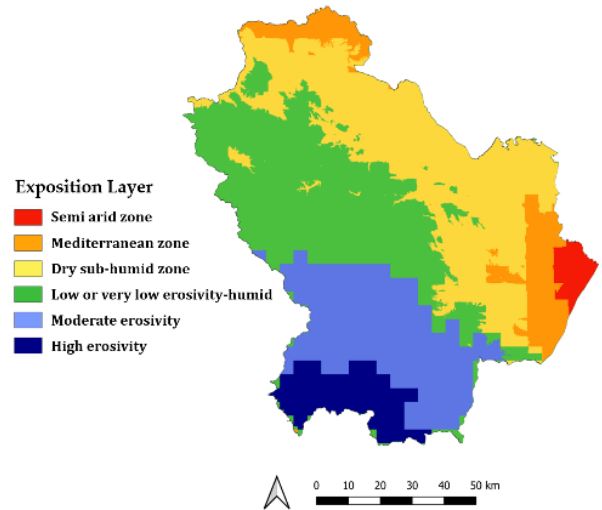 Exposition Layer
Semi arid zone
Mediterranean zone
Dry sub-humid zone
Low or very low erosivity-humid
Moderate erosivity
High erosivity
0 10 20 30 40 50 km